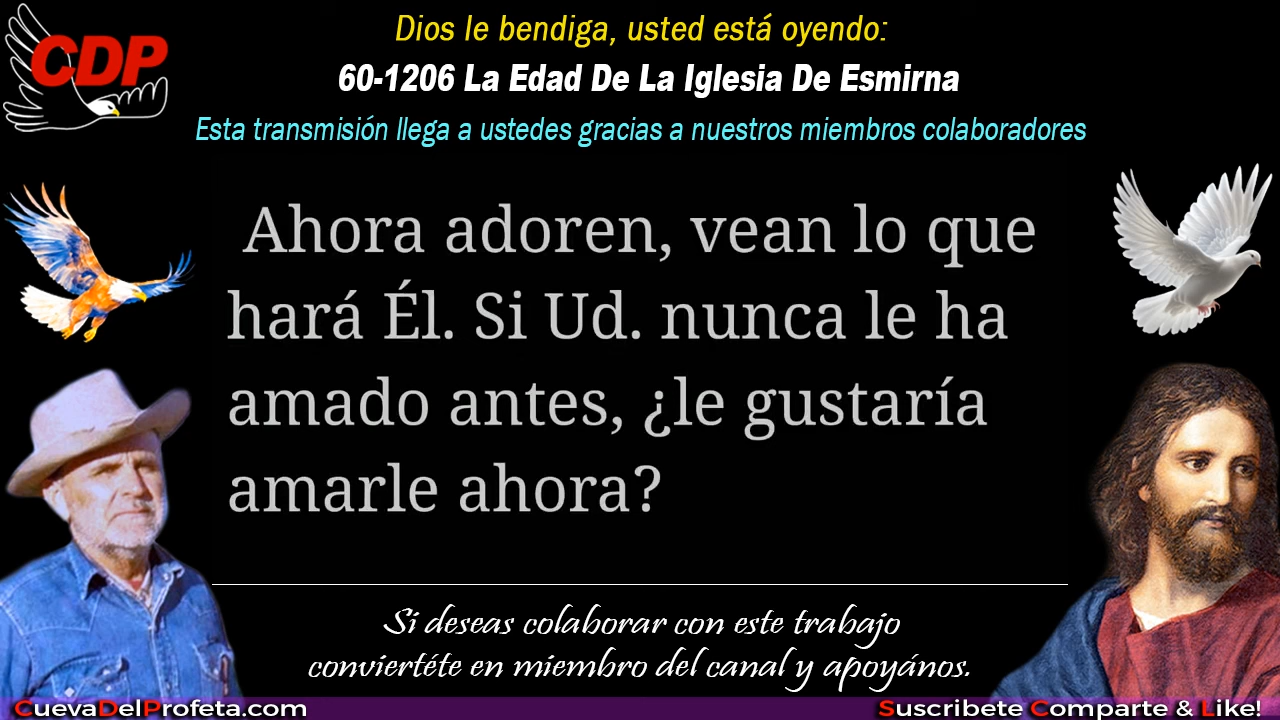 CDP
Dios le bendiga, usted está oyendo:
60-1206 La Edad De La Iglesia De Esmirna
Esta transmisión llega a ustedes gracias a nuestros miembros colaboradores
Ahora adoren, vean lo que
hará Él. Si Ud. nunca le ha
amado antes, ¿le gustaría
amarle ahora?
Si deseas colaborar con este trabajo
conviertéte en miembro del canal y apoyános.
CuevaDelProfeta.com
Suscribete Comparte & Like!